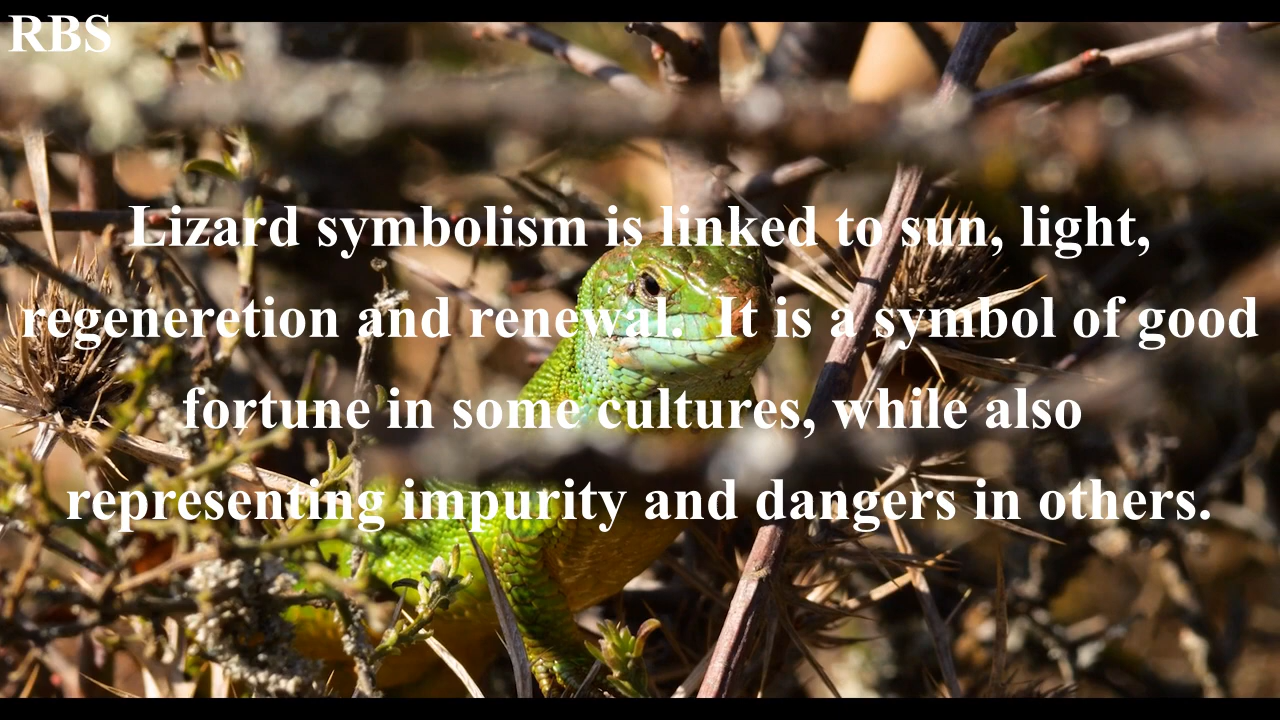 RBS
Lizard symbolism is linked to sun, light,
regeneretion and renewal.  It is a symbol of good
fortune in some cultures, while also
representing impurity and dangers in others.